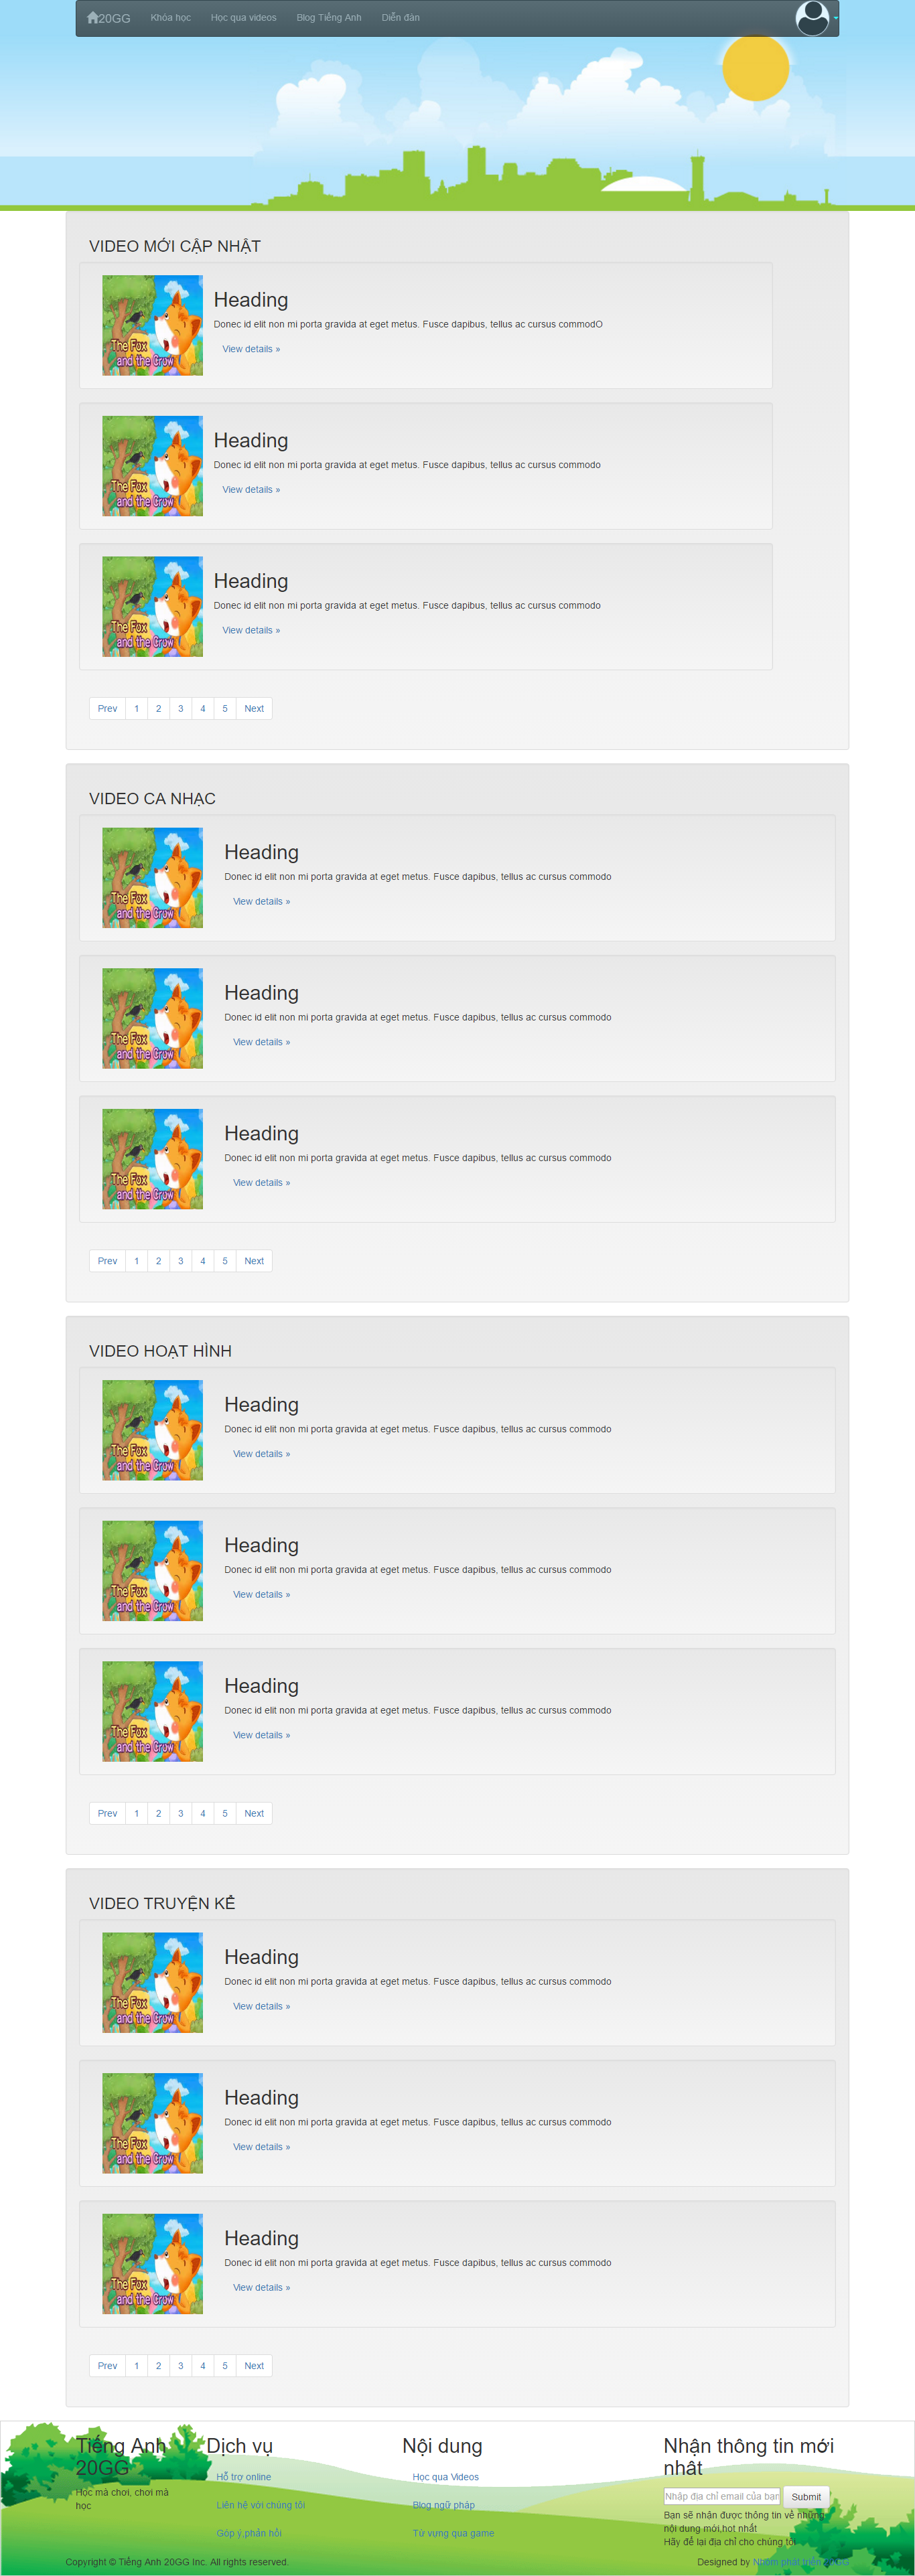 20GG Khóa học Học qua videos Blog Tiếng Anh Diễn đàn
VIDEO MỚI CẬP NHẬT
The Fox
and the Crow
Heading
Donec id elit non mi porta gravida at eget metus. Fusce dapibus, tellus ac cursus commodO
View details »
The Fox
and the Crow
Heading
Donec id elit non mi porta gravida at eget metus. Fusce dapibus, tellus ac cursus commodo
View details »
The Fox
and the Crow
Heading
Donec id elit non mi porta gravida at eget metus. Fusce dapibus, tellus ac cursus commodo
View details »
Prev 1 2 3 4 5 Next
VIDEO CA NHẠC
The Fox
and the Crow
Heading
Donec id elit non mi porta gravida at eget metus. Fusce dapibus, tellus ac cursus commodo
View details »
The Fox
and the Crow
Heading
Donec id elit non mi porta gravida at eget metus. Fusce dapibus, tellus ac cursus commodo
View details »
The Fox
and the Crow
Heading
Donec id elit non mi porta gravida at eget metus. Fusce dapibus, tellus ac cursus commodo
View details »
Prev 1 2 3 4 5 Next
VIDEO HOẠT HÌNH
The Fox
and the Crow
Heading
Donec id elit non mi porta gravida at eget metus. Fusce dapibus, tellus ac cursus commodo
View details »
The Fox
and the Crow
Heading
Donec id elit non mi porta gravida at eget metus. Fusce dapibus, tellus ac cursus commodo
View details »
The Fox
and the Crow
Heading
Donec id elit non mi porta gravida at eget metus. Fusce dapibus, tellus ac cursus commodo
View details »
Prev 1 2 3 4 5 Next
VIDEO TRUYỆN KỂ
The Fox
and the Crow
Heading
Donec id elit non mi porta gravida at eget metus. Fusce dapibus, tellus ac cursus commodo
View details »
The Fox
and the Crow
Heading
Donec id elit non mi porta gravida at eget metus. Fusce dapibus, tellus ac cursus commodo
View details »
The Fox
and the Crow
Heading
Donec id elit non mi porta gravida at eget metus. Fusce dapibus, tellus ac cursus commodo
View details »
Prev 1 2 3 4 5 Next
Tiếng Anh
20GG
Học mà chơi, chơi mà
học
Dịch vụ
Hỗ trợ online
Liên hệ với chúng tôi
Góp ý,phản hồi
Nội dung
Học qua Videos
Blog ngữ pháp
Từ vựng qua game
Nhận thông tin mới
nhât
Nhập địa chỉ email của bạn Submit
Bạn sẽ nhận được thông tin về những
nội dung mới,hot nhất
Hãy để lại địa chỉ cho chúng tôi
Copyright © Tiếng Anh 20GG Inc. All rights reserved.
Designed by Nhóm phát triển